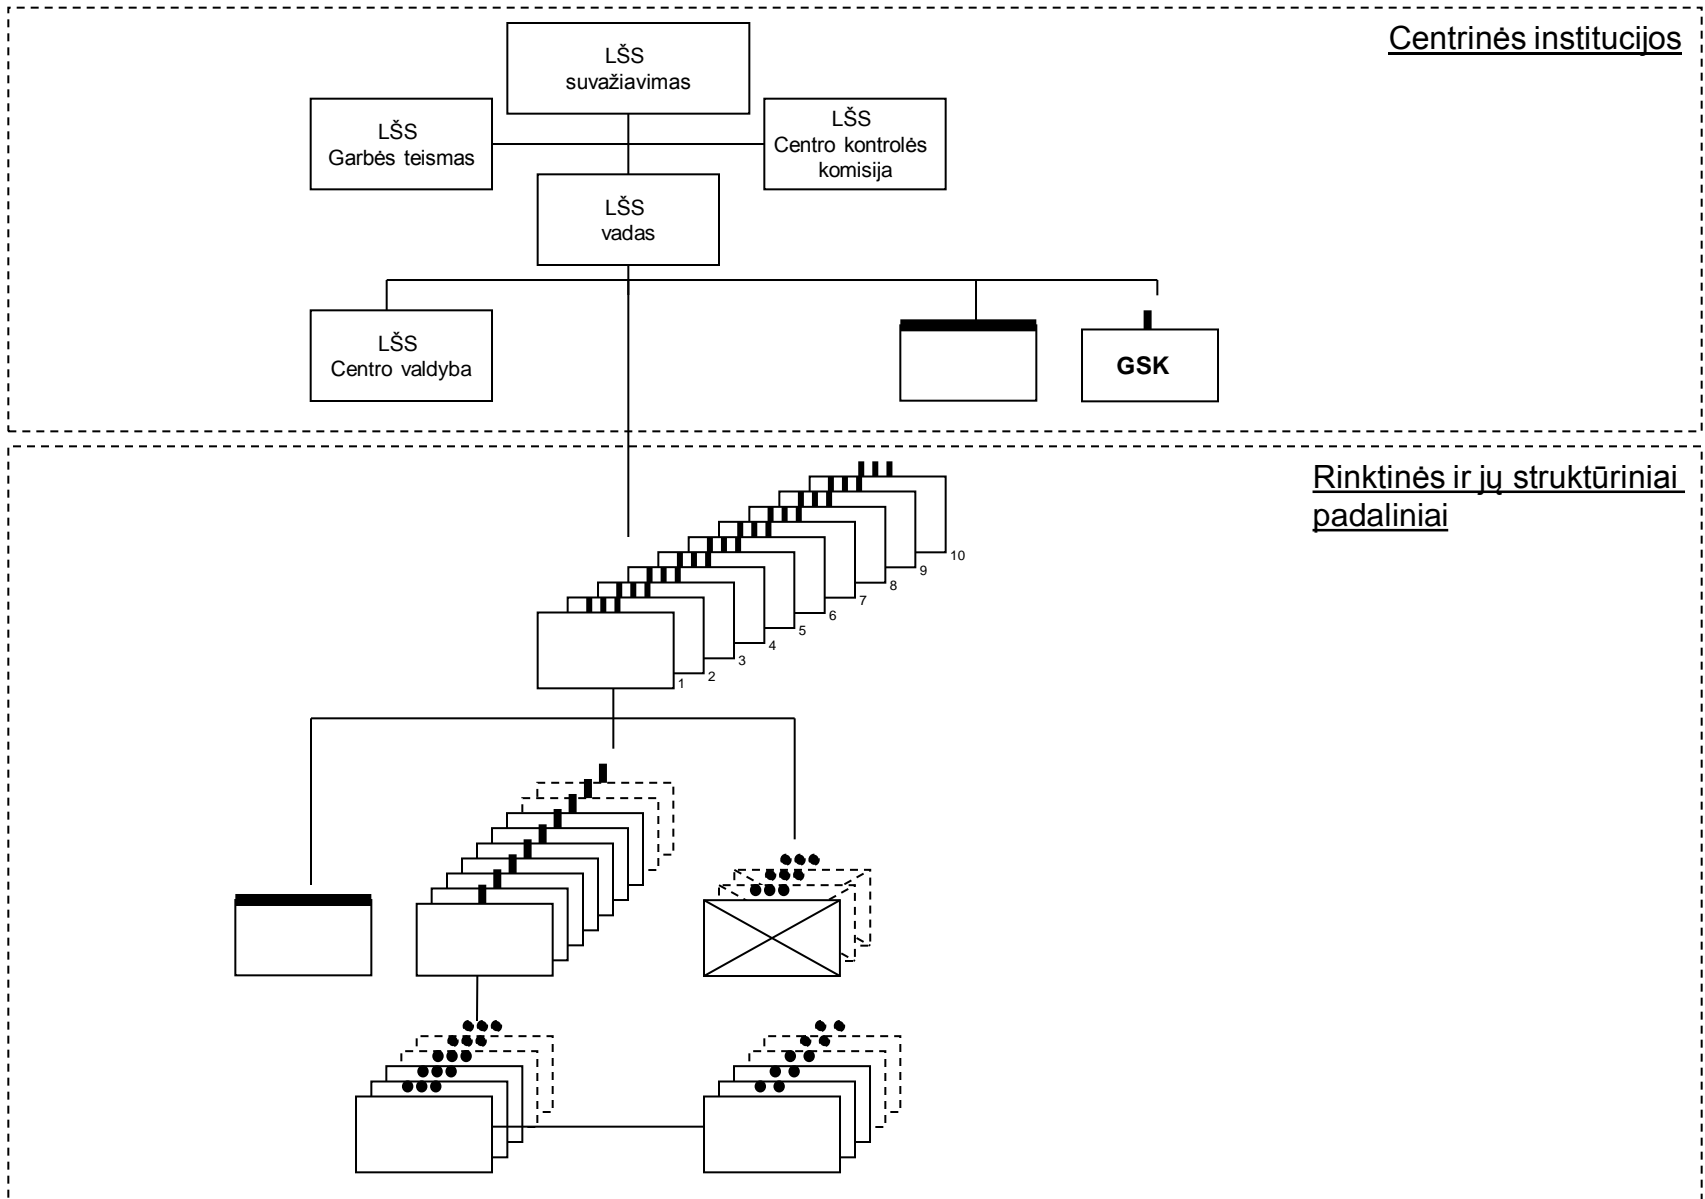 Centrinės institucijos
LŠS
suvažiavimas
LŠS
Garbės teismas
LŠS
Centro kontrolės
komisija
LŠS
vadas
LŠS
Centro valdyba
GSK
Rinktinės ir jų struktūriniai
padaliniai
10
9
8
7
6
5
4
3
2
1